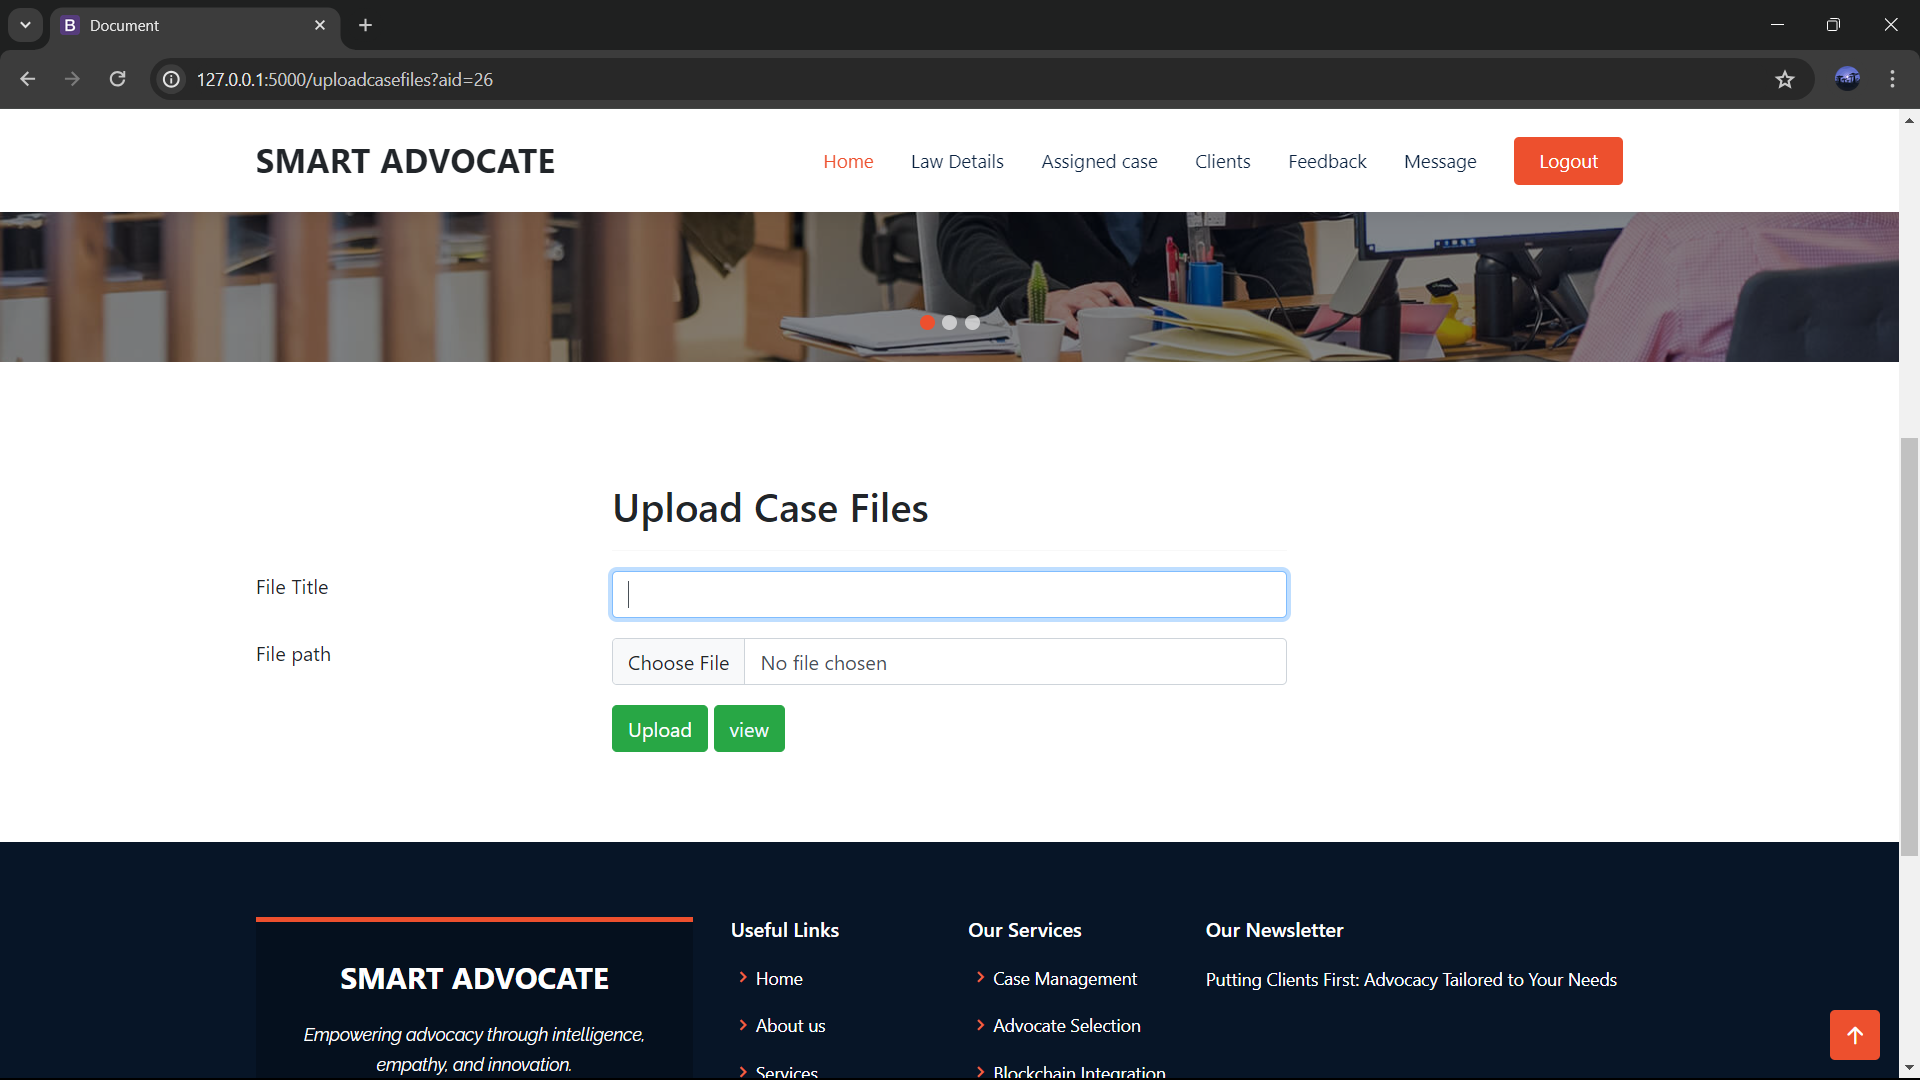 Document
127.0.0.1:5000/uploadcasefiles?aid=26
SMART ADVOCATE
Home Law Details Assigned case Clients Feedback Message Logout
Upload Case Files
File Title
File path Choose File No file chosen
Upload view
SMART ADVOCATE
Empowering advocacy through intelligence,
empathy, and innovation.
Useful Links
Home
About us
Services
Our Services
Case Management
Advocate Selection
Blockchain Integration
Our Newsletter
Putting Clients First: Advocacy Tailored to Your Needs